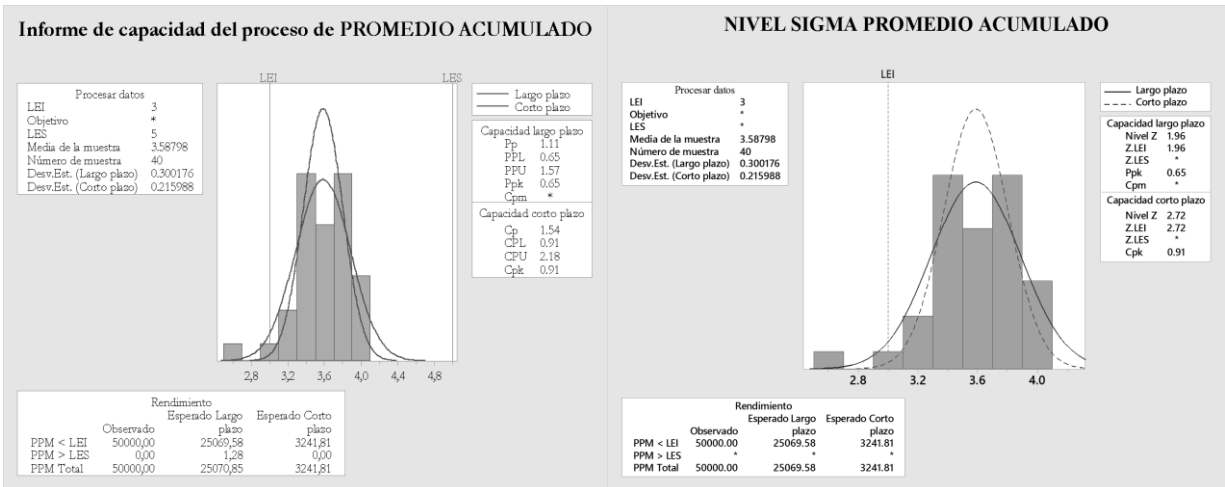 Informe de capacidad del proceso de PROMEDIO ACUMULADO
LEI LES
Procesar datos
LEI 3
Objetivo *
LES 5
Media de la muestra 3.58798
Número de muestra 40
Desv.Est. (Largo plazo) 0.300176
Desv.Est. (Corto plazo) 0.215988
Largo plazo
Corto plazo
Capacidad largo plazo
Pp 1.11
PPL 0.65
PPU 1.57
Ppk 0.65
Cpm *
Capacidad corto plazo
Cp 1.54
CPL 0.91
CPU 2.18
Cpk 0.91
2,8 3,2 3,6 4,0 4,4 4,8
Rendimiento
Esperado Largo Esperado Corto
Observado plazo plazo
PPM < LEI 50000,00 25069,58 3241,81
PPM > LES 0,00 1,28 0,00
PPM Total 50000,00 25070,85 3241,81
NIVEL SIGMA PROMEDIO ACUMULADO
LEI
Procesar datos
LEI 3
Objetivo *
LES *
Media de la muestra 3.58798
Número de muestra 40
Desv.Est. (Largo plazo) 0.300176
Desv.Est. (Corto plazo) 0.215988
Largo plazo
Corto plazo
Capacidad largo plazo
Nivel Z 1.96
Z.LEI 1.96
Z.LES *
Ppk 0.65
Cpm *
Capacidad corto plazo
Nivel Z 2.72
Z.LEI 2.72
Z.LES *
Cpk 0.91
2.8 3.2 3.6 4.0
Rendimiento
Esperado Largo Esperado Corto
Observado plazo plazo
PPM < LEI 50000.00 25069.58 3241.81
PPM > LES * * *
PPM Total 50000.00 25069.58 3241.81